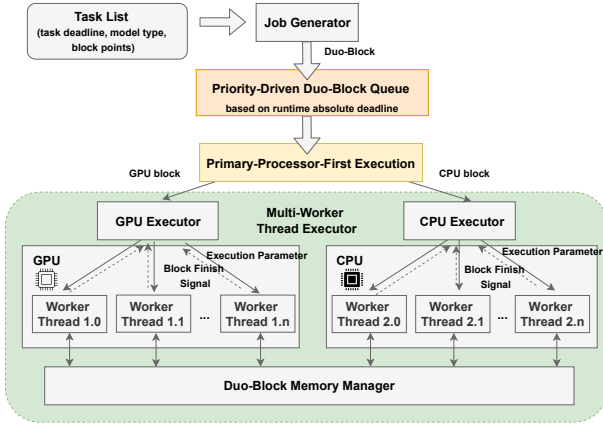 Task List
(task deadline, model type,
block points)
Job Generator
Duo-Block
Priority-Driven Duo-Block Queue
based on runtime absolute deadline
Primary-Processor-First Execution
GPU block
CPU block
GPU Executor
Multi-Worker
Thread Executor
CPU Executor
GPU
Execution Parameter
Block Finish
Signal
Worker
Thread 1.0
Worker
Thread 1.1
...
Worker
Thread 1.n
CPU
Execution Parameter
Block Finish
Signal
Worker
Thread 2.0
Worker
Thread 2.1
...
Worker
Thread 2.n
Duo-Block Memory Manager